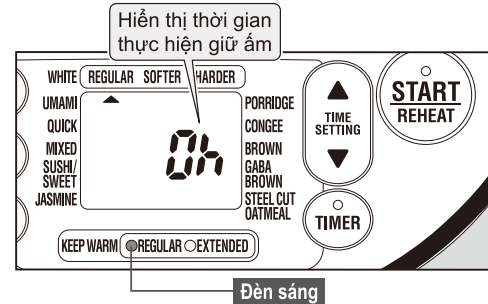 Hiển thị thời gian
thực hiện giữ ấm
WHITE REGULAR SOFTER HARDER
UMAMI
QUICK
MIXED
SUSHI/
SWEET
JASMINE
0h
PORRIDGE
CONGEE
BROWN
GABA
BROWN
STEEL CUT
OATMEAL
TIME
SETTING
START
REHEAT
TIMER
KEEP WARM REGULAR EXTENDED
Đèn sáng